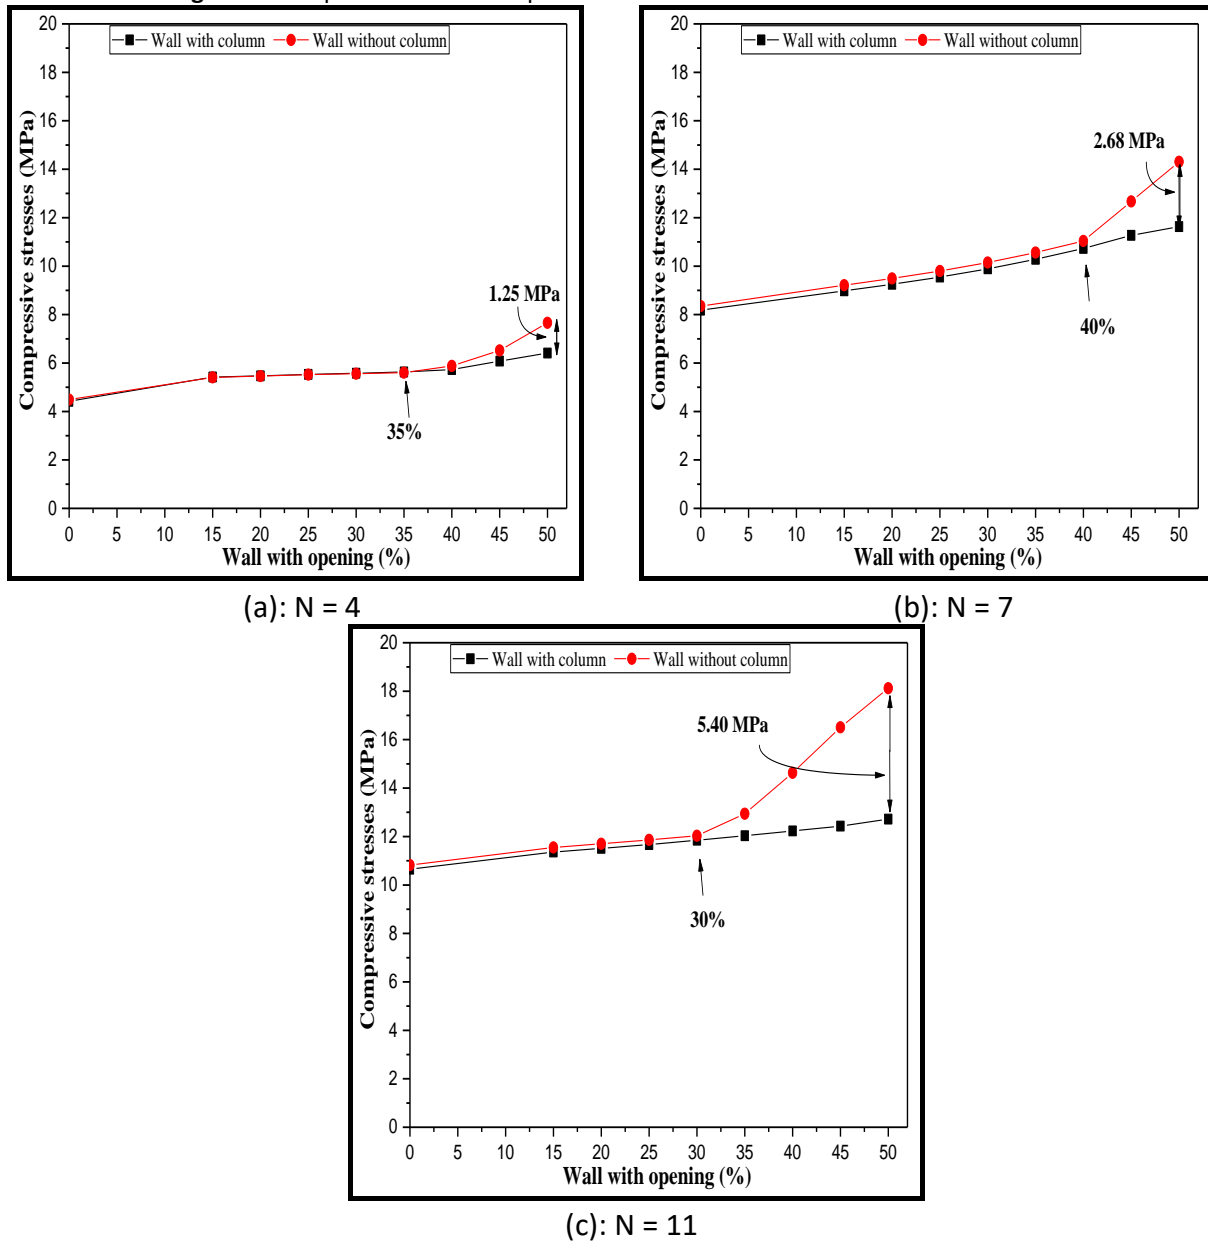 Wall with column Wall without column
Compressive stresses (MPa)
20
18
16
14
12
10
8
6
4
2
0
1.25 MPa
35%
0 5 10 15 20 25 30 35 40 45 50
Wall with opening (%)
(a): N = 4
Wall with column Wall without column
Compressive stresses (MPa)
20
18
16
14
12
10
8
6
4
2
0
2.68 MPa
40%
0 5 10 15 20 25 30 35 40 45 50
Wall with opening (%)
(b): N = 7
Wall with column Wall without column
Compressive stresses (MPa)
20
18
16
14
12
10
8
6
4
2
0
5.40 MPa
30%
0 5 10 15 20 25 30 35 40 45 50
Wall with opening (%)
(c): N = 11